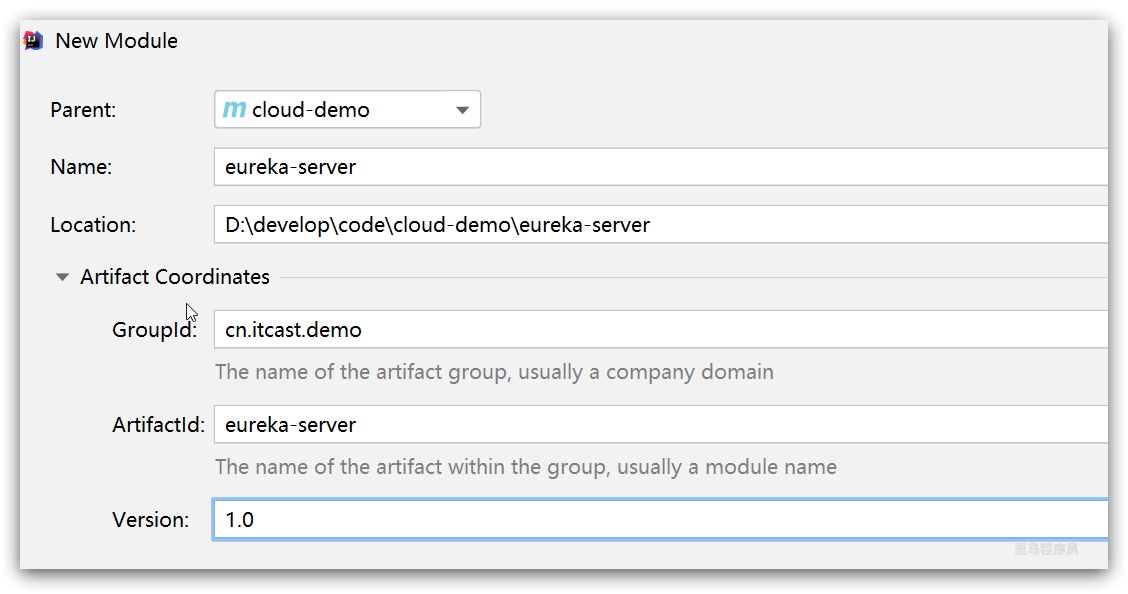 New Module
Parent: m cloud-demo
Name: eureka-server
Location: D:\develop\code\cloud-demo\eureka-server
Artifact Coordinates
GroupId: cn.itcast.demo
The name of the artifact group, usually a company domain
ArtifactId: eureka-server
The name of the artifact within the group, usually a module name
Version: 1.0
黑马程序员